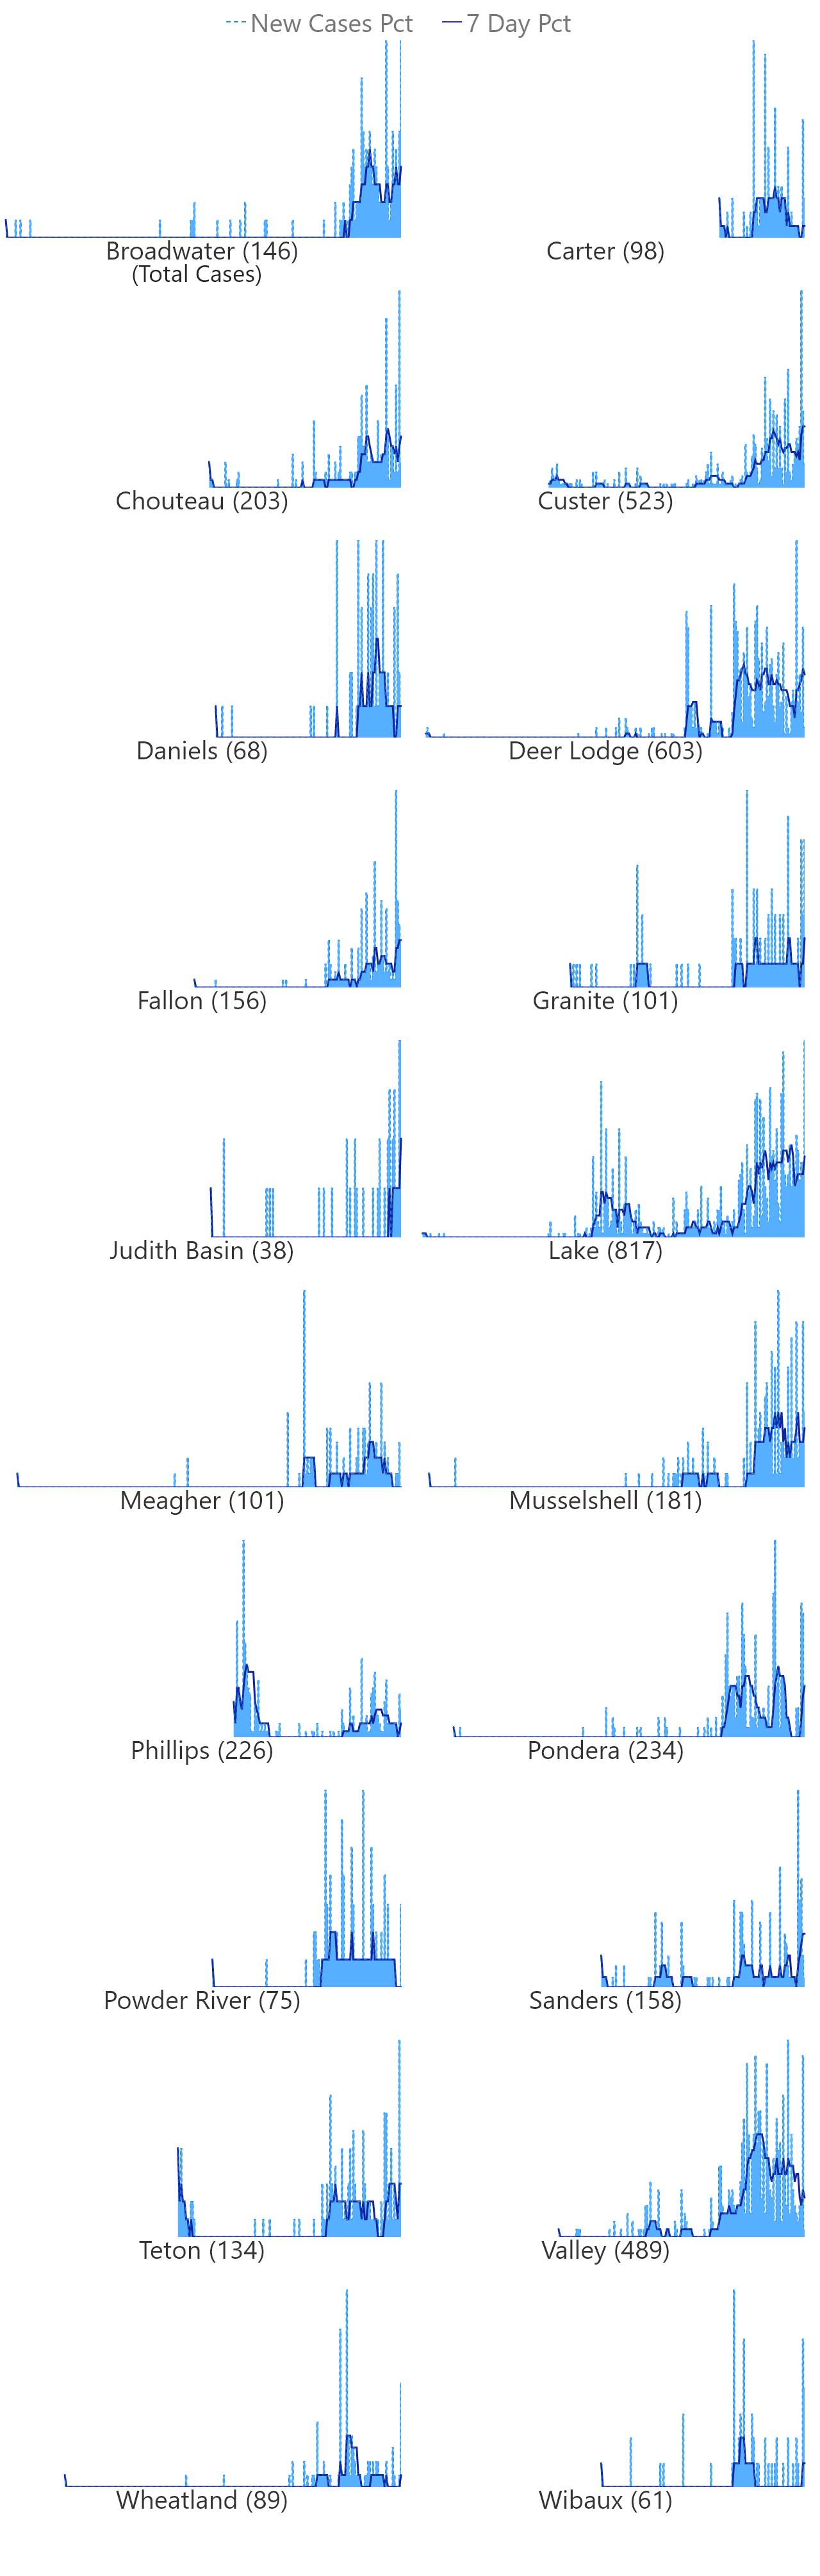 New Cases Pct 7 Day Pct
Broadwater (146) Carter (98)
(Total Cases)
Chouteau (203) Custer (523)
Daniels (68) Deer Lodge (603)
Fallon (156) Granite (101)
Judith Basin (38) Lake (817)
Meagher (101) Musselshell (181)
Phillips (226) Pondera (234)
Powder River (75) Sanders (158)
Teton (134) Valley (489)
Wheatland (89) Wibaux (61)